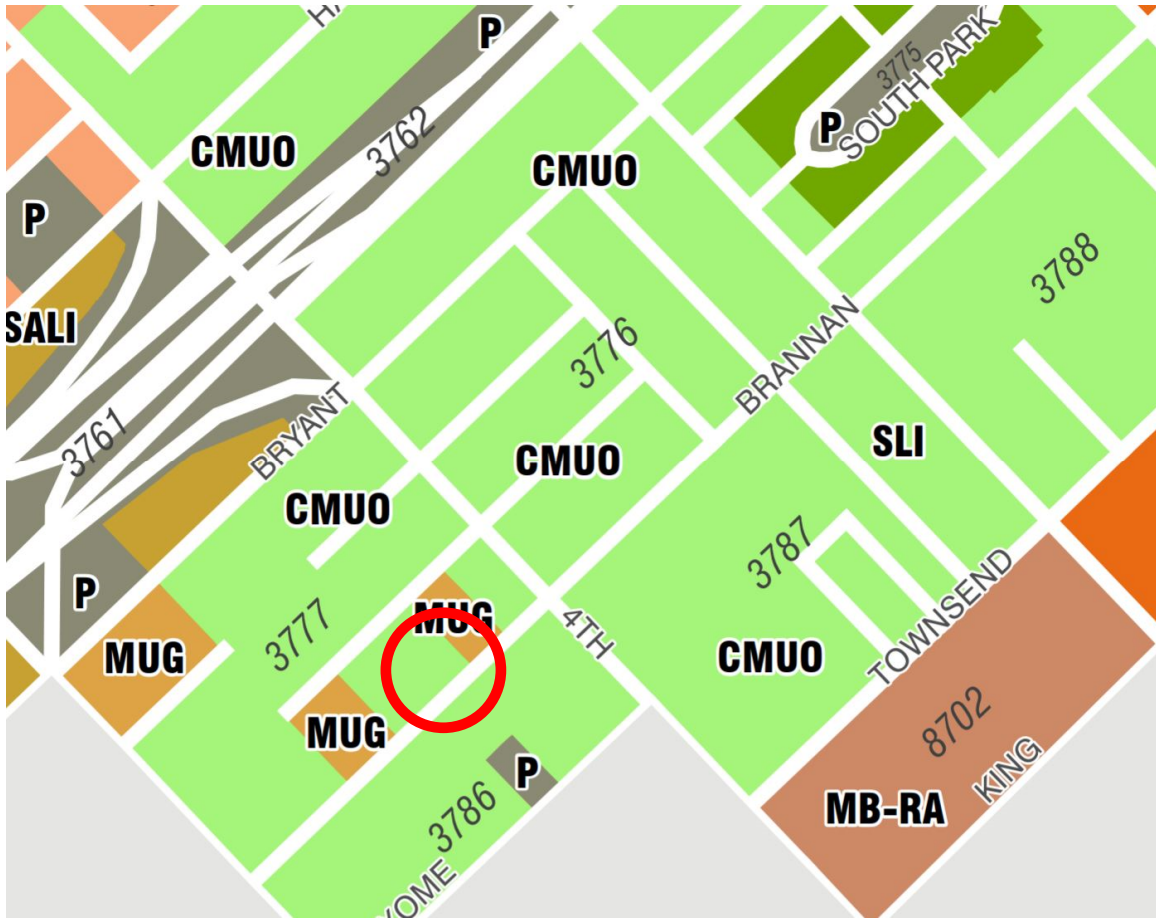 P
3775
SOUTH PARK
P
CMUO
3762
CMUO
P
3788
SALI
3776
BRANNAN
3761
BRYANT
CMUO
SLI
CMUO
3787
P
MUG
4TH
TOWNSEND
3777
MUG
CMUO
MUG
8702
P
KING
3786
MB-RA